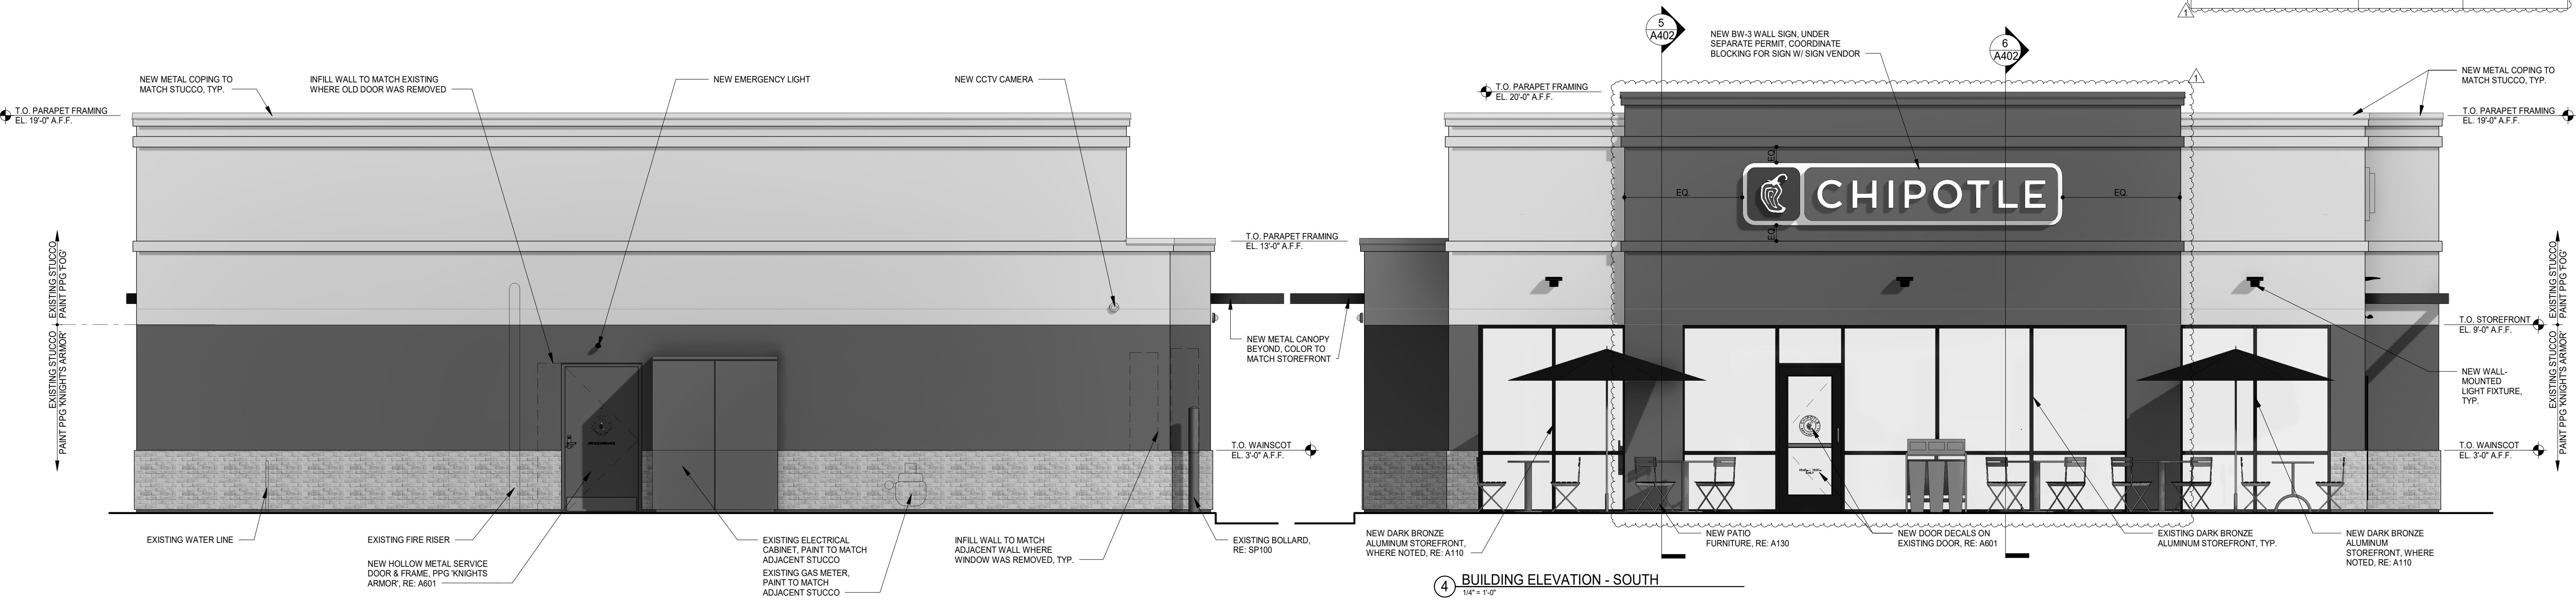 5
A402
6
A402
1
NEW BW-3 WALL SIGN, UNDER
SEPARATE PERMIT, COORDINATE
BLOCKING FOR SIGN W/ SIGN VENDOR
1
NEW METAL COPING TO
MATCH STUCCO, TYP.
INFILL WALL TO MATCH EXISTING
WHERE OLD DOOR WAS REMOVED
NEW EMERGENCY LIGHT
NEW CCTV CAMERA
T.O. PARAPET FRAMING
EL. 20'-0" A.F.F.
NEW METAL COPING TO
MATCH STUCCO, TYP.
T.O. PARAPET FRAMING
EL. 19'-0" A.F.F.
T.O. PARAPET FRAMING
EL. 19'-0" A.F.F.
EQ.
EQ.
CHIPOTLE
EQ.
EQ.
T.O. PARAPET FRAMING
EL. 13'-0" A.F.F.
EXISTING STUCCO
PAINT PPG 'FOG'
EXISTING STUCCO
PAINT PPG 'KNIGHT'S ARMOR'
EXISTING STUCCO
PAINT PPG 'FOG'
EXISTING STUCCO
PAINT PPG 'KNIGHT'S ARMOR'
T.O. STOREFRONT
EL. 9'-0" A.F.F.
NEW METAL CANOPY
BEYOND, COLOR TO
MATCH STOREFRONT
NEW WALL-
MOUNTED
LIGHT FIXTURE,
TYP.
T.O. WAINSCOT
EL. 3'-0" A.F.F.
T.O. WAINSCOT
EL. 3'-0" A.F.F.
EXISTING WATER LINE
EXISTING FIRE RISER
NEW HOLLOW METAL SERVICE
DOOR & FRAME, PPG 'KNIGHTS
ARMOR', RE: A601
EXISTING ELECTRICAL
CABINET, PAINT TO MATCH
ADJACENT STUCCO
EXISTING GAS METER,
PAINT TO MATCH
ADJACENT STUCCO
INFILL WALL TO MATCH
ADJACENT WALL WHERE
WINDOW WAS REMOVED, TYP.
EXISTING BOLLARD,
RE: SP100
NEW DARK BRONZE
ALUMINUM STOREFRONT,
WHERE NOTED, RE: A110
NEW PATIO
FURNITURE, RE: A130
NEW DOOR DECALS ON
EXISTING DOOR, RE: A601
EXISTING DARK BRONZE
ALUMINUM STOREFRONT, TYP.
NEW DARK BRONZE
ALUMINUM
STOREFRONT, WHERE
NOTED, RE: A110
4
BUILDING ELEVATION - SOUTH
1/4" = 1'-0"